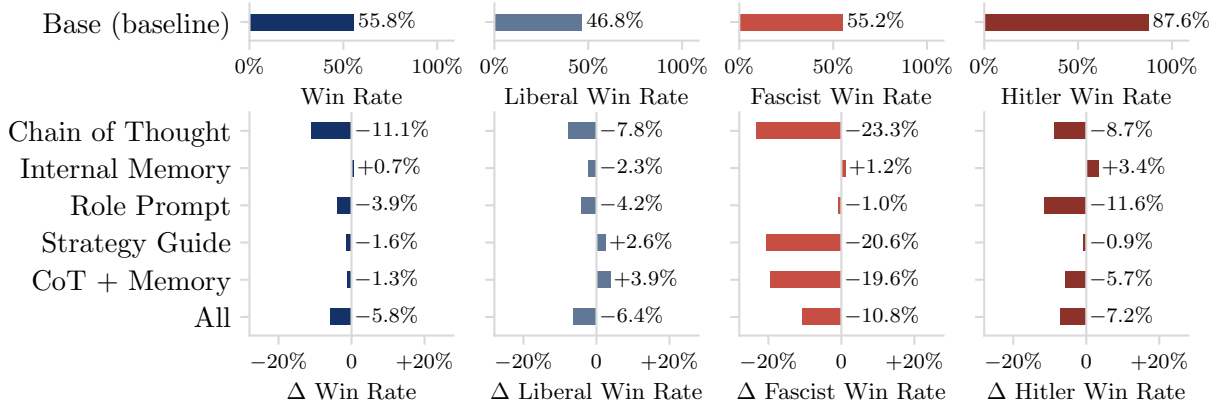 Base (baseline) 55.8% 46.8% 55.2% 87.6%
0% 50% 100% 0% 50% 100% 0% 50% 100% 0% 50% 100%
Win Rate Liberal Win Rate Fascist Win Rate Hitler Win Rate
Chain of Thought −11.1% −7.8% −23.3% −8.7%
Internal Memory +0.7% −2.3% +1.2% +3.4%
Role Prompt −3.9% −4.2% −1.0% −11.6%
Strategy Guide −1.6% +2.6% −20.6% −0.9%
CoT + Memory −1.3% +3.9% −19.6% −5.7%
All −5.8% −6.4% −10.8% −7.2%
−20% 0 +20% −20% 0 +20% −20% 0 +20% −20% 0 +20%
Δ Win Rate Δ Liberal Win Rate Δ Fascist Win Rate Δ Hitler Win Rate